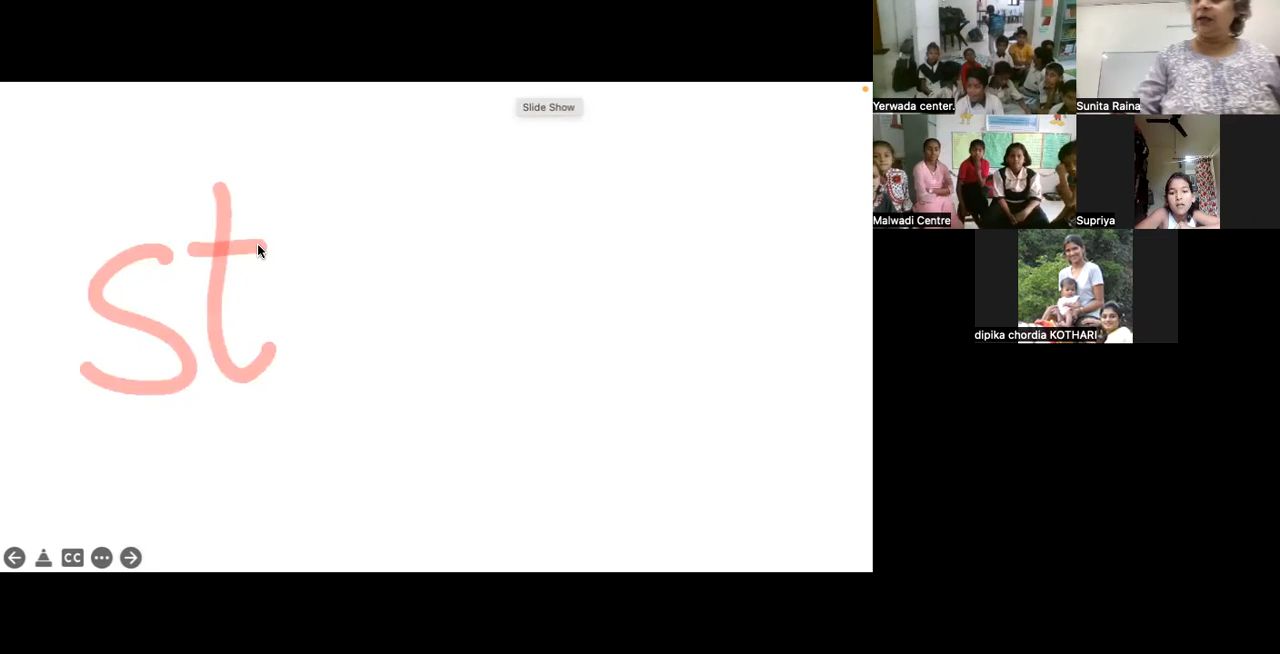 Slide Show
st
CC
Yerwada center.
Sunita Raina
Malwadi Centre
Supriya
dipika chordia KOTHARI